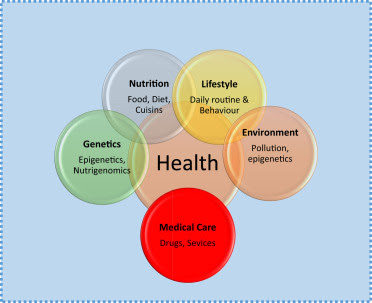 Nutrition
Food, Diet,
Cuisins
Lifestyle
Daily routine &
Behaviour
Genetics
Epigenetics,
Nutrigenomics
Health
Environment
Pollution,
epigenetics
Medical Care
Drugs, Sevices